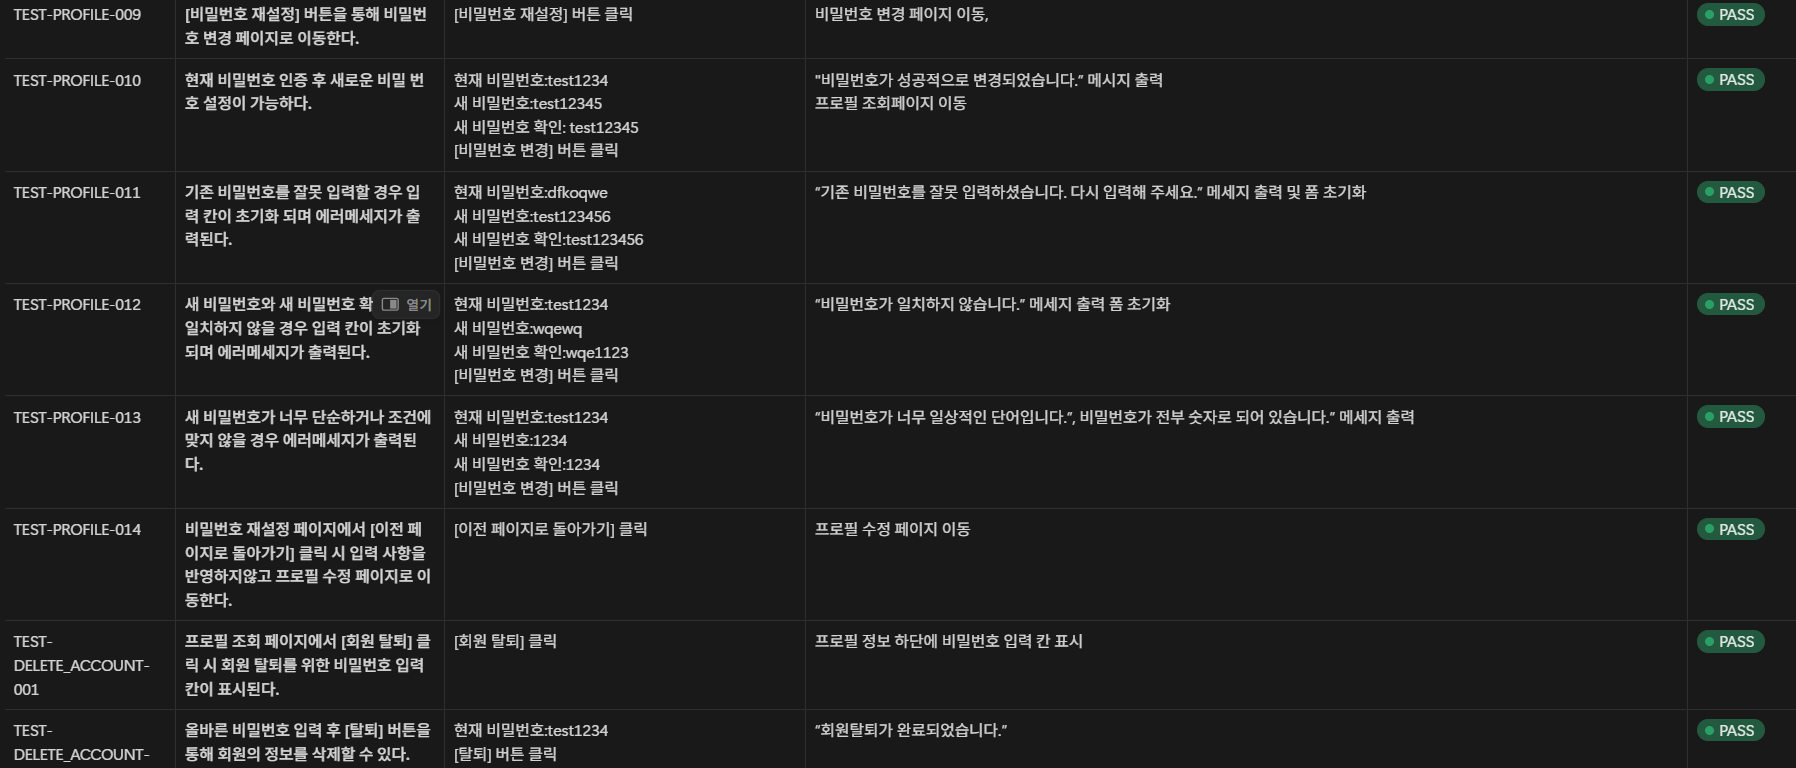 TEST-PROFILE-009
[비밀번호 재설정] 버튼을 통해 비밀번
호 변경 페이지로 이동한다.
[비밀번호 재설정] 버튼 클릭
비밀번호 변경 페이지 이동,
PASS
TEST-PROFILE-010
현재 비밀번호 인증 후 새로운 비밀 번
호 설정이 가능하다.
현재 비밀번호:test1234
새 비밀번호:test12345
새 비밀번호 확인: test12345
[비밀번호 변경] 버튼 클릭
"비밀번호가 성공적으로 변경되었습니다.” 메시지 출력
프로필 조회페이지 이동
PASS
TEST-PROFILE-011
기존 비밀번호를 잘못 입력할 경우 입
력 칸이 초기화 되며 에러메세지가 출
력된다.
현재 비밀번호:dfkoqwe
새 비밀번호:test123456
새 비밀번호 확인:test123456
[비밀번호 변경] 버튼 클릭
”기존 비밀번호를 잘못 입력하셨습니다. 다시 입력해 주세요.” 메세지 출력 및 폼 초기화
PASS
TEST-PROFILE-012
새 비밀번호와 새 비밀번호 확
열기
일치하지 않을 경우 입력 칸이 초기화
되며 에러메세지가 출력된다.
현재 비밀번호:test1234
새 비밀번호:wqewq
새 비밀번호 확인:wqe1123
[비밀번호 변경] 버튼 클릭
”비밀번호가 일치하지 않습니다.” 메세지 출력 폼 초기화
PASS
TEST-PROFILE-013
새 비밀번호가 너무 단순하거나 조건에
맞지 않을 경우 에러메세지가 출력된
다.
현재 비밀번호:test1234
새 비밀번호:1234
새 비밀번호 확인:1234
[비밀번호 변경] 버튼 클릭
”비밀번호가 너무 일상적인 단어입니다.”, 비밀번호가 전부 숫자로 되어 있습니다.” 메세지 출력
PASS
TEST-PROFILE-014
비밀번호 재설정 페이지에서 [이전 페
이지로 돌아가기] 클릭 시 입력 사항을
반영하지않고 프로필 수정 페이지로 이
동한다.
[이전 페이지로 돌아가기] 클릭
프로필 수정 페이지 이동
PASS
TEST-
DELETE_ACCOUNT-
001
프로필 조회 페이지에서 [회원 탈퇴] 클
릭 시 회원 탈퇴를 위한 비밀번호 입력
칸이 표시된다.
[회원 탈퇴] 클릭
프로필 정보 하단에 비밀번호 입력 칸 표시
PASS
TEST-
DELETE_ACCOUNT-
올바른 비밀번호 입력 후 [탈퇴] 버튼을
통해 회원의 정보를 삭제할 수 있다.
현재 비밀번호:test1234
[탈퇴] 버튼 클릭
”회원탈퇴가 완료되었습니다.”
PASS